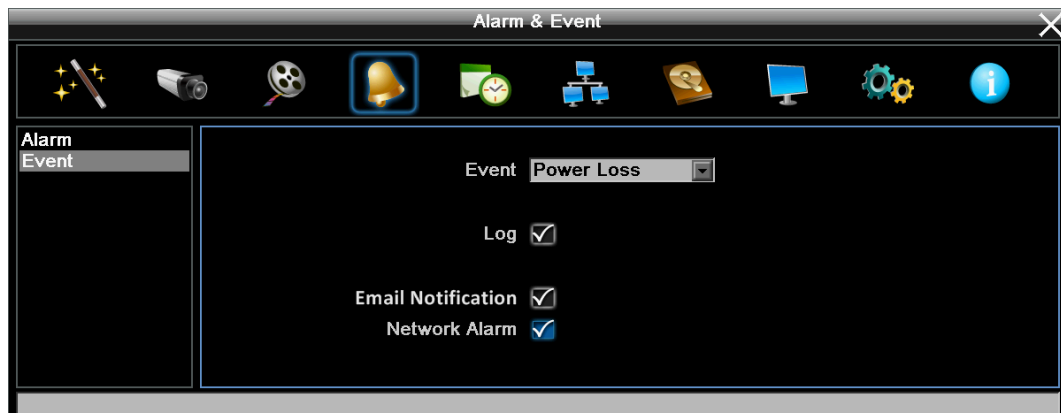 Alarm & Event
Alarm
Event
Event Power Loss
Log
Email Notification
Network Alarm